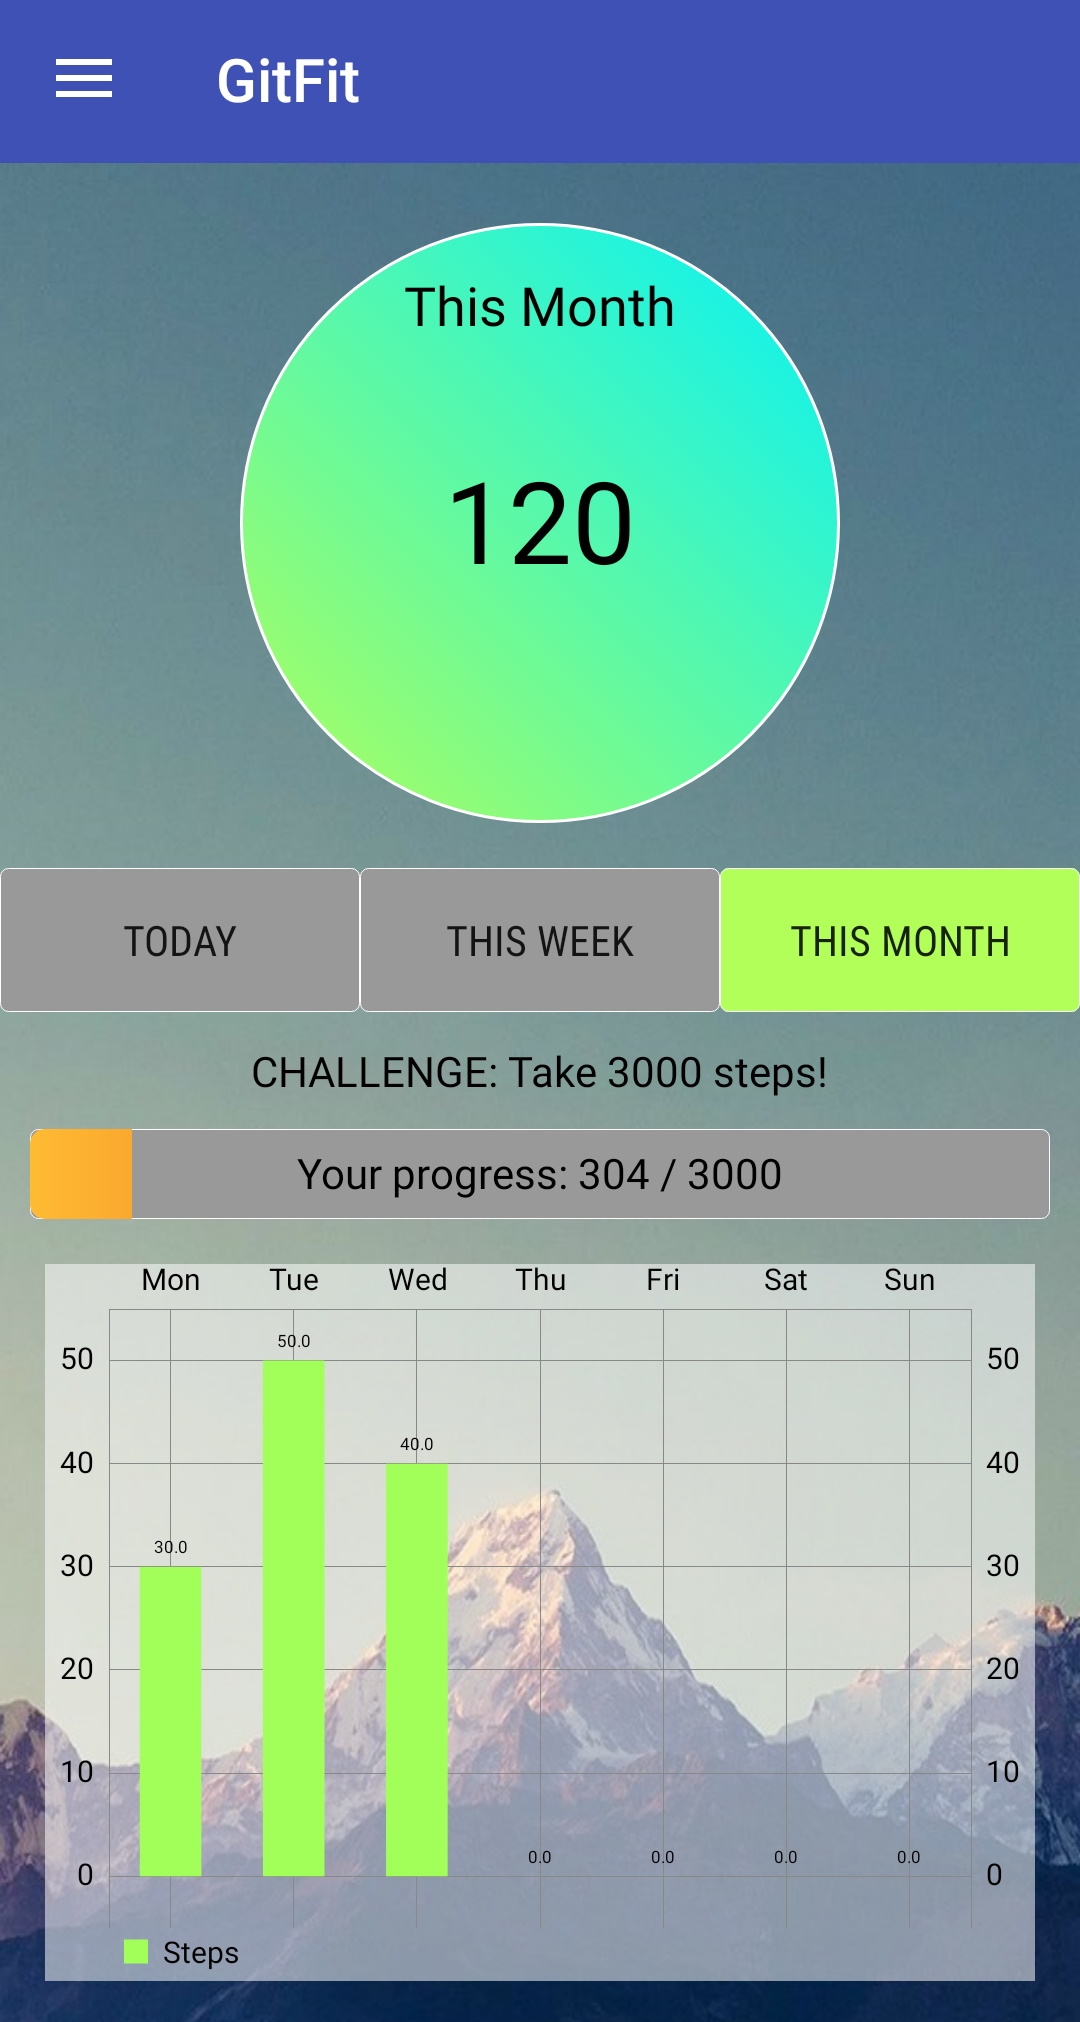 GitFit
This Month
120
TODAY THIS WEEK THIS MONTH
CHALLENGE: Take 3000 steps!
Your progress: 304 / 3000
Mon Tue Wed Thu Fri Sat Sun
50.0
50 50
40.0
40 40
30.0
30 30
20 20
10 10
0.0 0.0 0.0 0.0
0 0
Steps